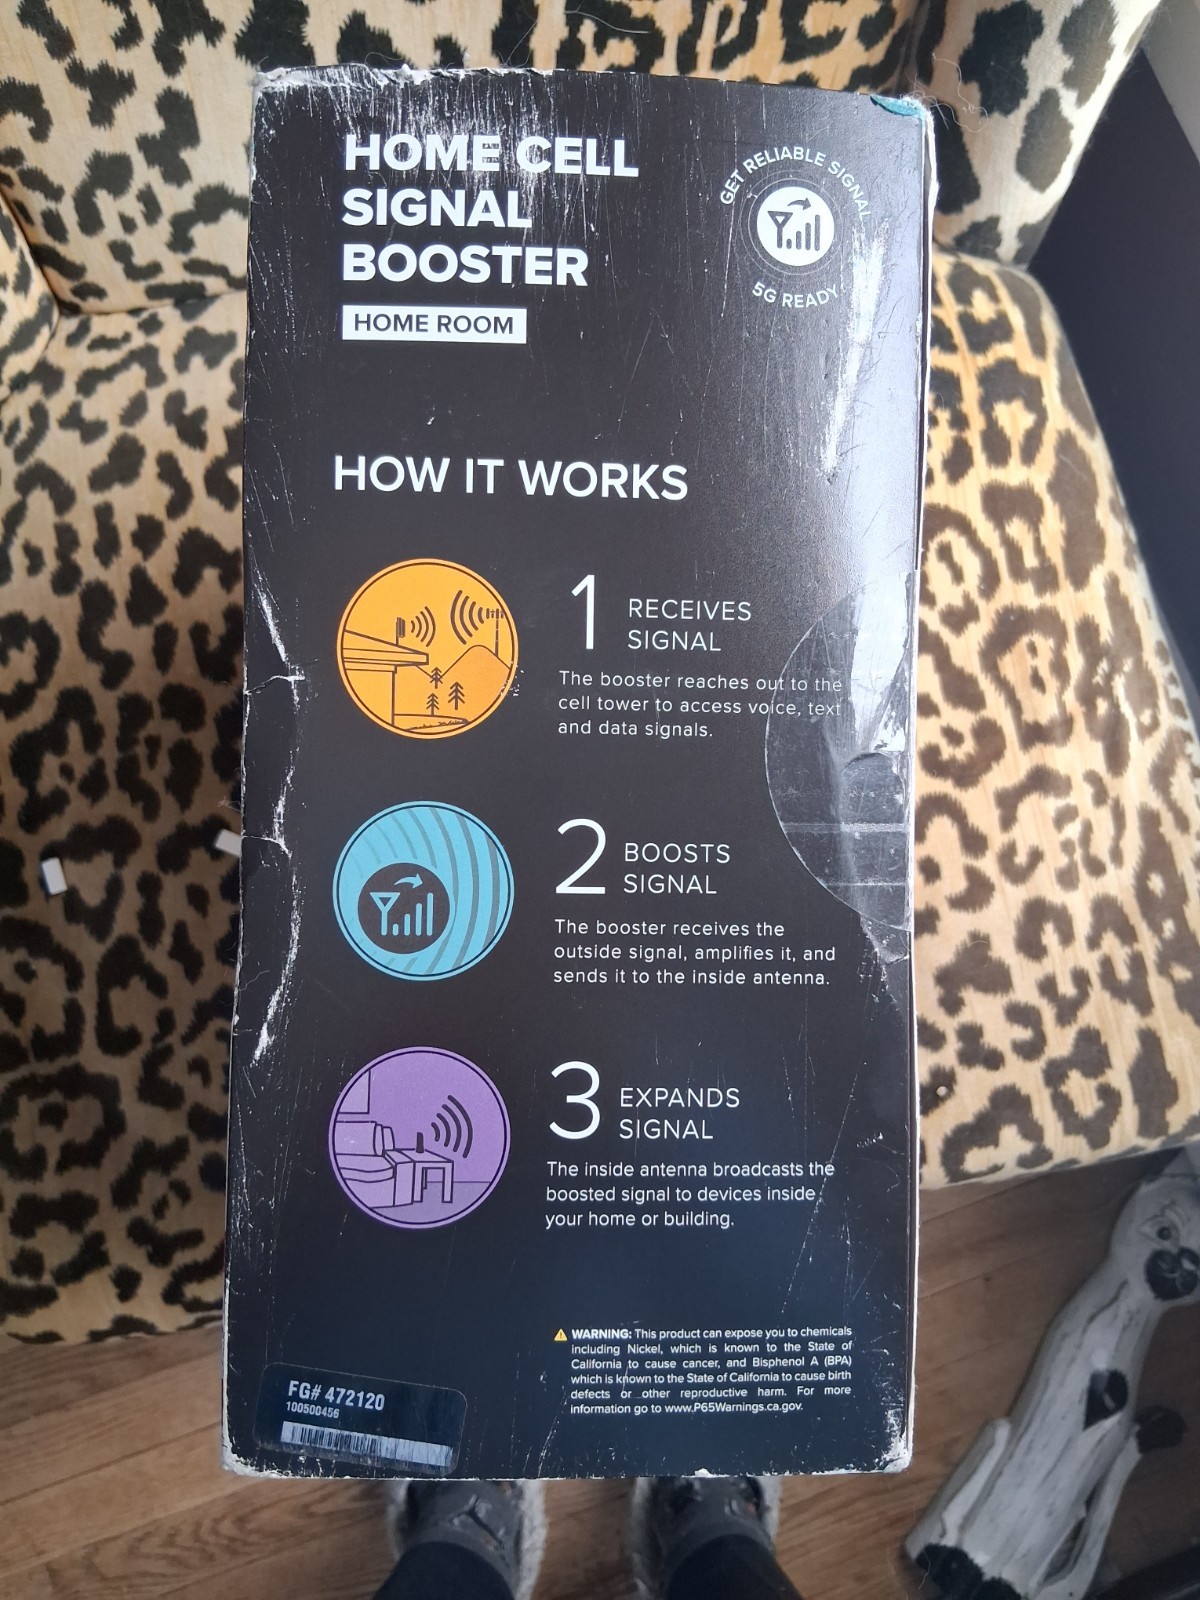 HOME CELL
SIGNAL
BOOSTER
HOME ROOM
GET RELIABLE SIGNAL
5G READY
HOW IT WORKS
1 RECEIVES
SIGNAL
The booster reaches out to the
cell tower to access voice, text
and data signals.
2 BOOSTS
SIGNAL
The booster receives the
outside signal, amplifies it, and
sends it to the inside antenna.
3 EXPANDS
SIGNAL
The inside antenna broadcasts the
boosted signal to devices inside
your home or building.
WARNING: This product can expose you to chemicals
including Nickel, which is known to the State of
California to cause cancer, and Bisphenol A (BPA)
which is known to the State of California to cause birth
defects or other reproductive harm. For more
information go to www.P65Warnings.ca.gov.
FG# 472120
100500456